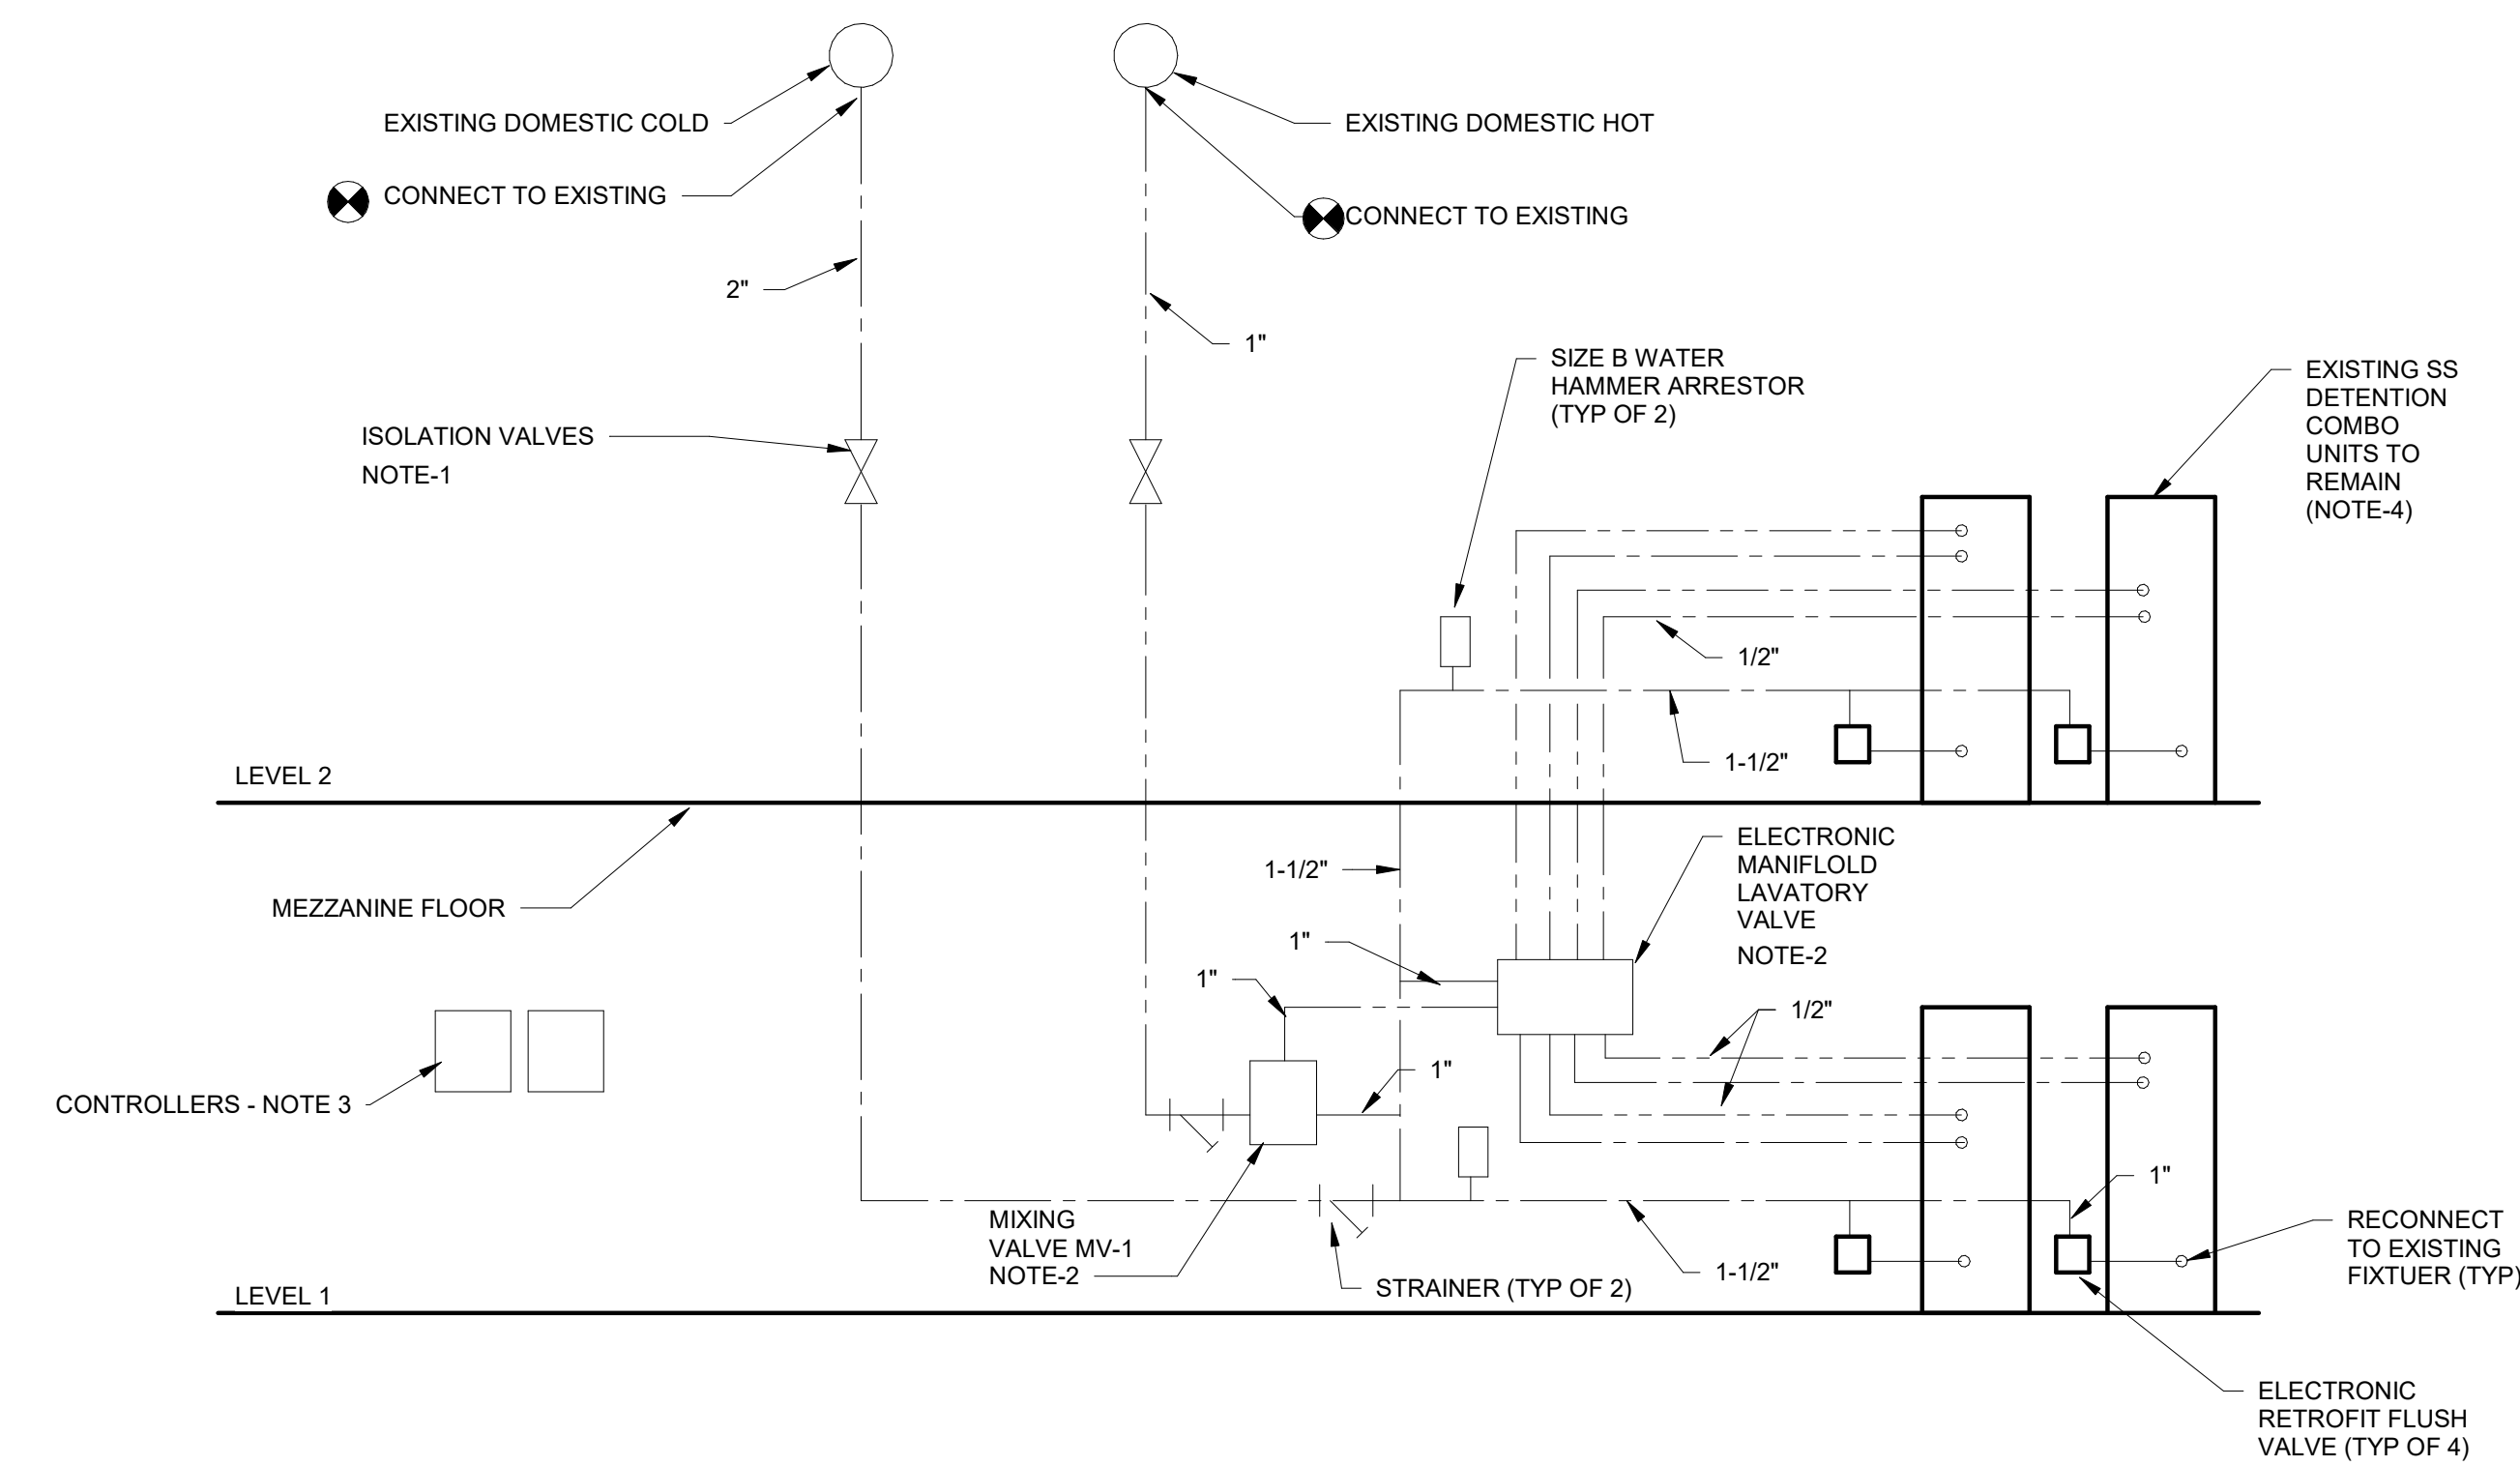 EXISTING DOMESTIC COLD
EXISTING DOMESTIC HOT
CONNECT TO EXISTING
CONNECT TO EXISTING
2"
1"
SIZE B WATER
HAMMER ARRESTOR
(TYP OF 2)
EXISTING SS
DETENTION
COMBO
UNITS TO
REMAIN
(NOTE-4)
ISOLATION VALVES
NOTE-1
1/2"
1-1/2"
LEVEL 2
ELECTRONIC
MANIFLOLD
LAVATORY
VALVE
NOTE-2
1-1/2"
MEZZANINE FLOOR
1"
1"
1/2"
1"
CONTROLLERS - NOTE 3
1"
MIXING
VALVE MV-1
NOTE-2
RECONNECT
TO EXISTING
FIXTUER (TYP)
1-1/2"
STRAINER (TYP OF 2)
LEVEL 1
ELECTRONIC
RETROFIT FLUSH
VALVE (TYP OF 4)